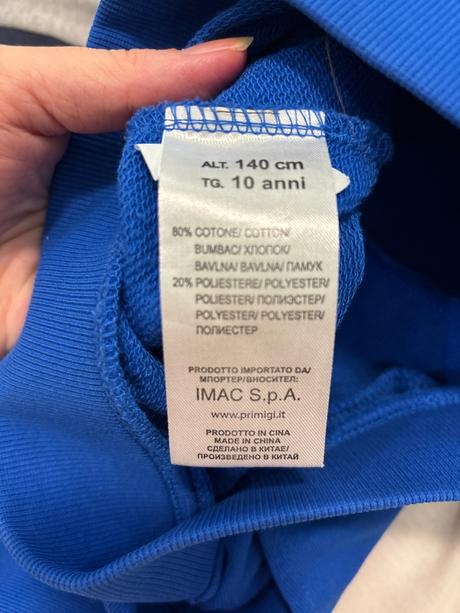 ALT. 140 cm
TG. 10 anni
80% COTONE/ COTTON/
BUMBAC/ ХЛОПОК/
BAVLNA/ BAVLNA/ ПАМУК
20% POLIESTERE/ POLYESTER/
POLIESTER/ ПОЛИЭСТЕР/
POLYESTER/ POLYESTER/
ПОЛИЕСТЕР
PRODOTTO IMPORTATO DA/
ИМПОРТЕР/ВНОСИТЕЛ:
IMAC S.p.A.
www.primigi.it
PRODOTTO IN CINA
MADE IN CHINA
СДЕЛАНО В КИТАЕ/
ПРОИЗВЕДЕНО В КИТАЙ